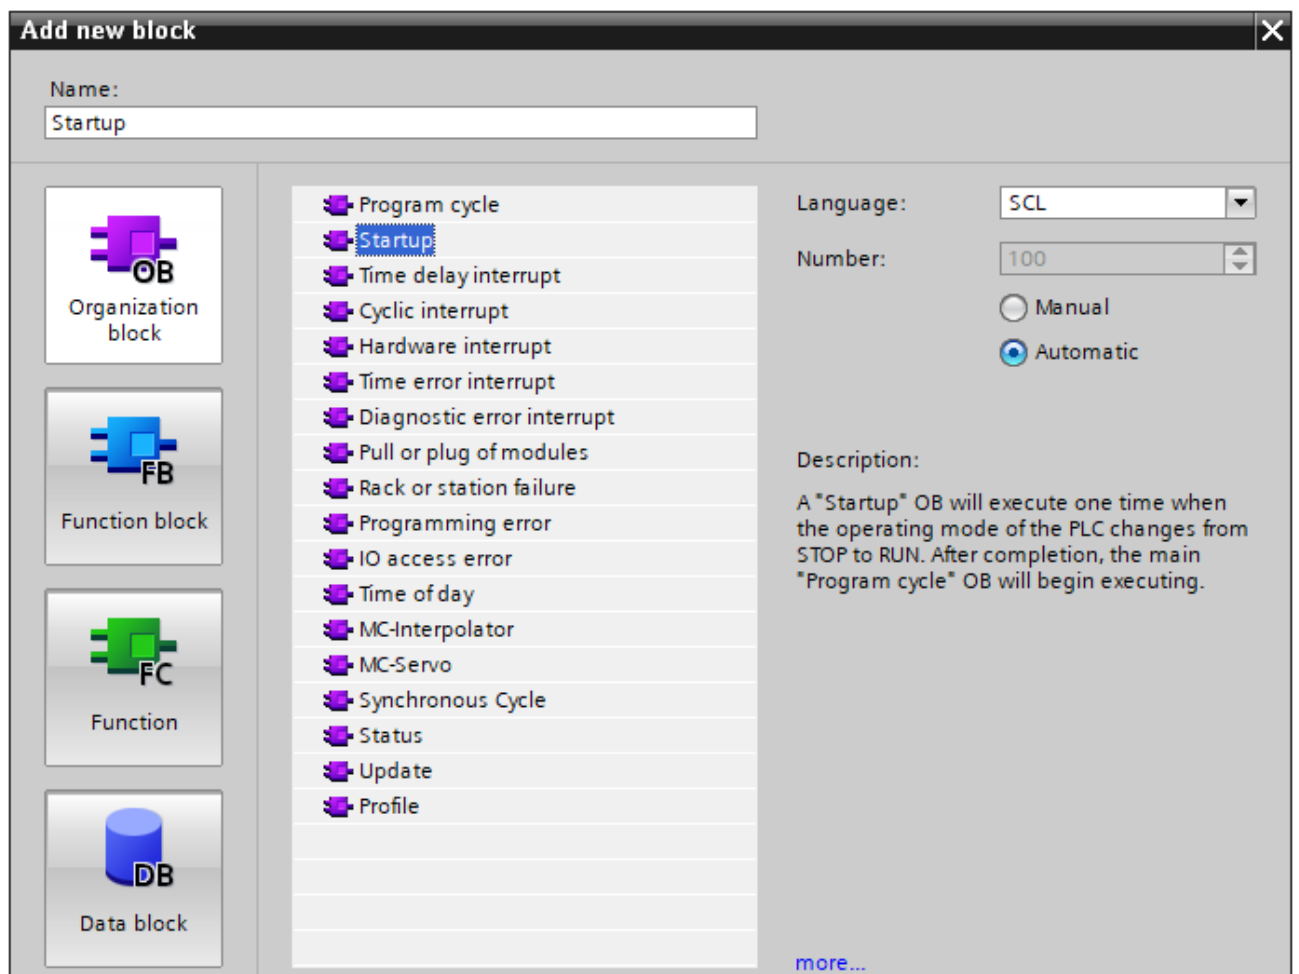 Add new block
Name:
Startup
OB
Organization
block
FB
Function block
FC
Function
DB
Data block
Program cycle
Startup
Time delay interrupt
Cyclic interrupt
Hardware interrupt
Time error interrupt
Diagnostic error interrupt
Pull or plug of modules
Rack or station failure
Programming error
IO access error
Time of day
MC-Interpolator
MC-Servo
Synchronous Cycle
Status
Update
Profile
Language:
SCL
Number:
100
Manual
Automatic
Description:
A "Startup" OB will execute one time when
the operating mode of the PLC changes from
STOP to RUN. After completion, the main
"Program cycle" OB will begin executing.
more...